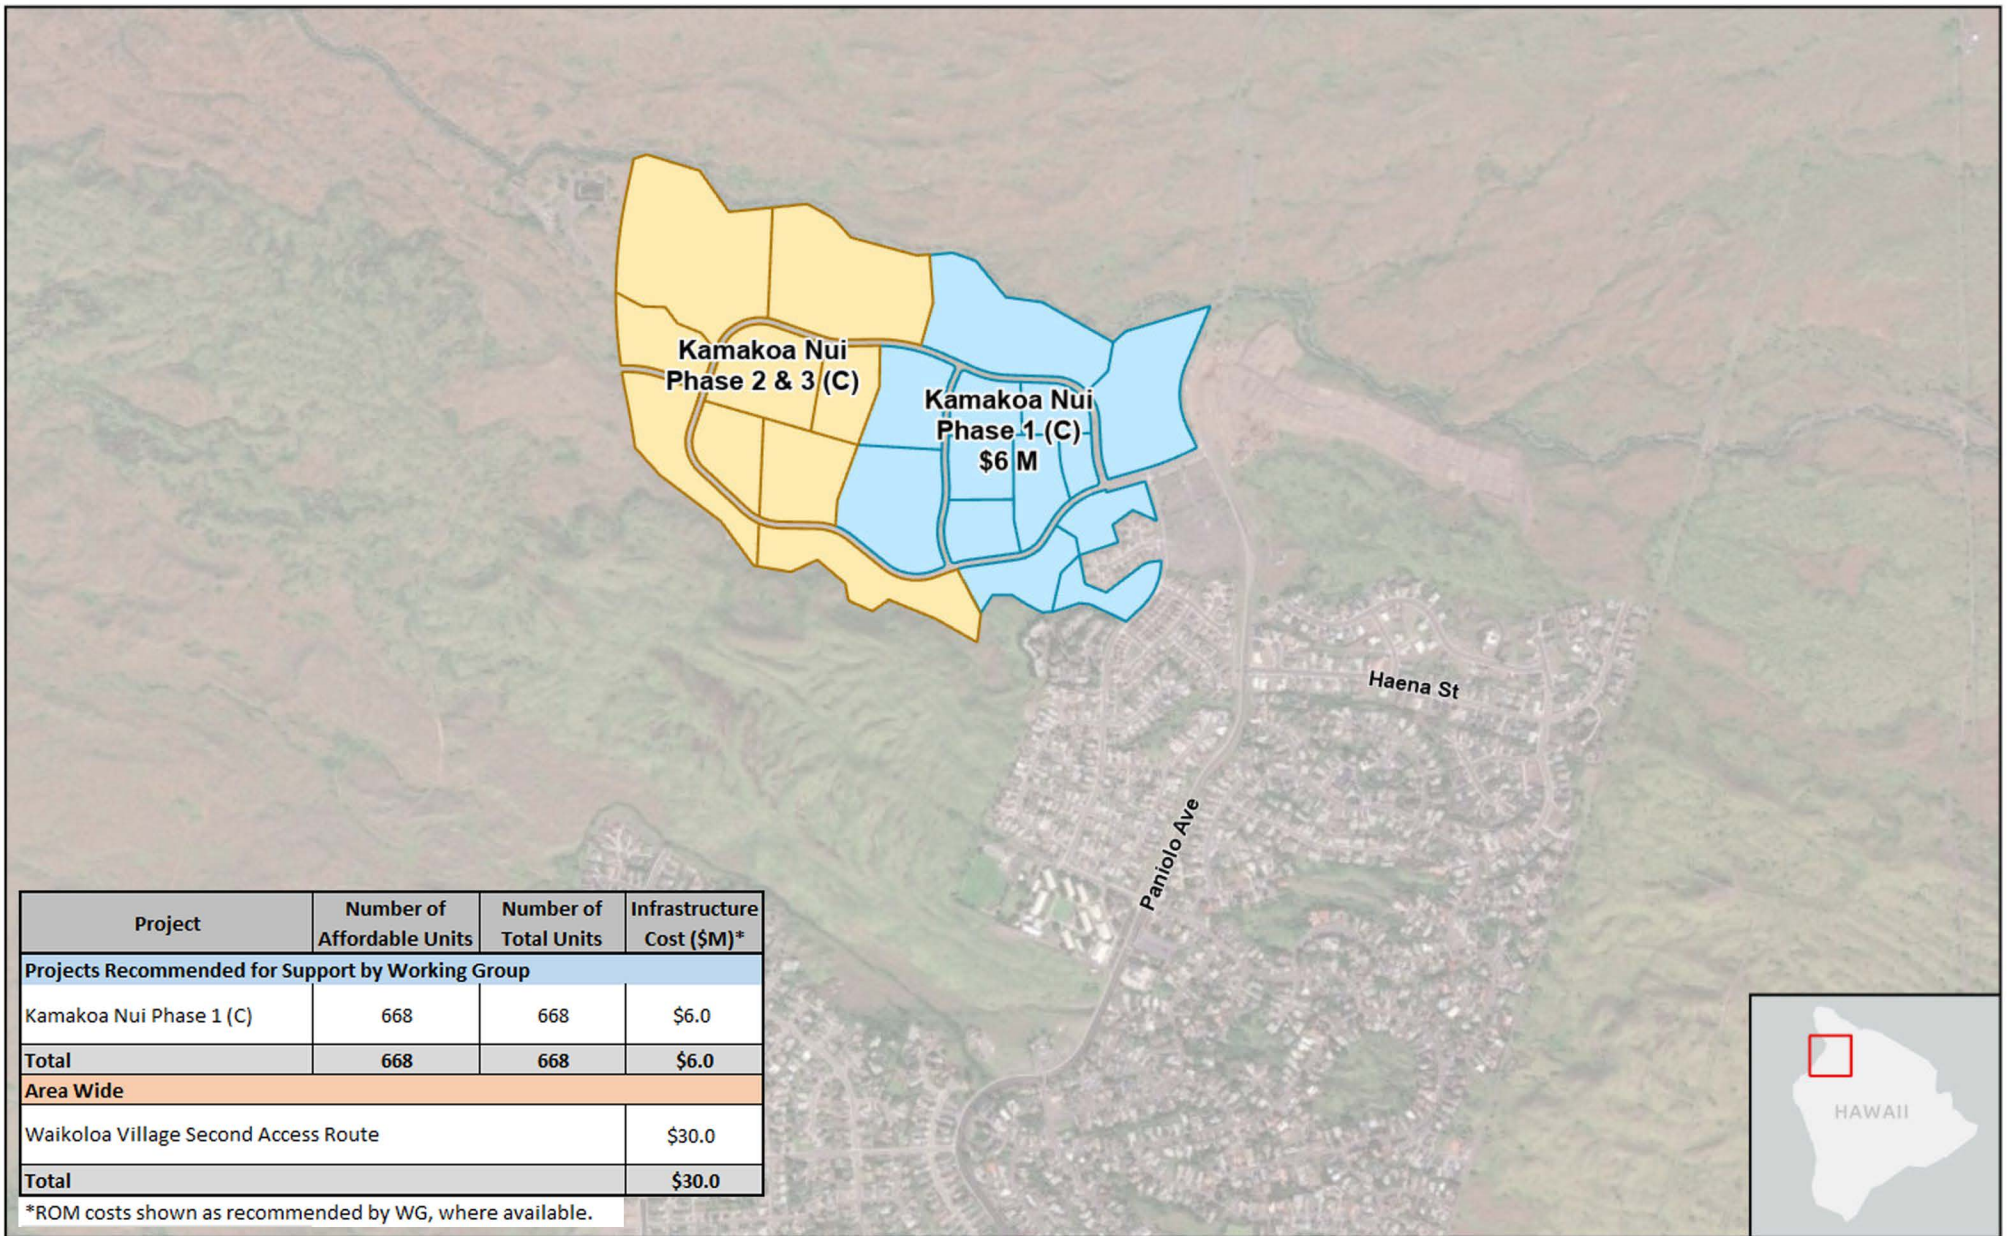 Kamakoa Nui
Phase 2 & 3 (C)
Kamakoa Nui
Phase 1 (C)
$6 M
Haena St
Paniolo Ave
Project
Number of
Affordable Units
Number of
Total Units
Infrastructure
Cost ($M)*
Projects Recommended for Support by Working Group
Kamakoa Nui Phase 1 (C) 668 668 $6.0
Total 668 668 $6.0
Area Wide
Waikoloa Village Second Access Route $30.0
Total $30.0
*ROM costs shown as recommended by WG, where available.
HAWAII